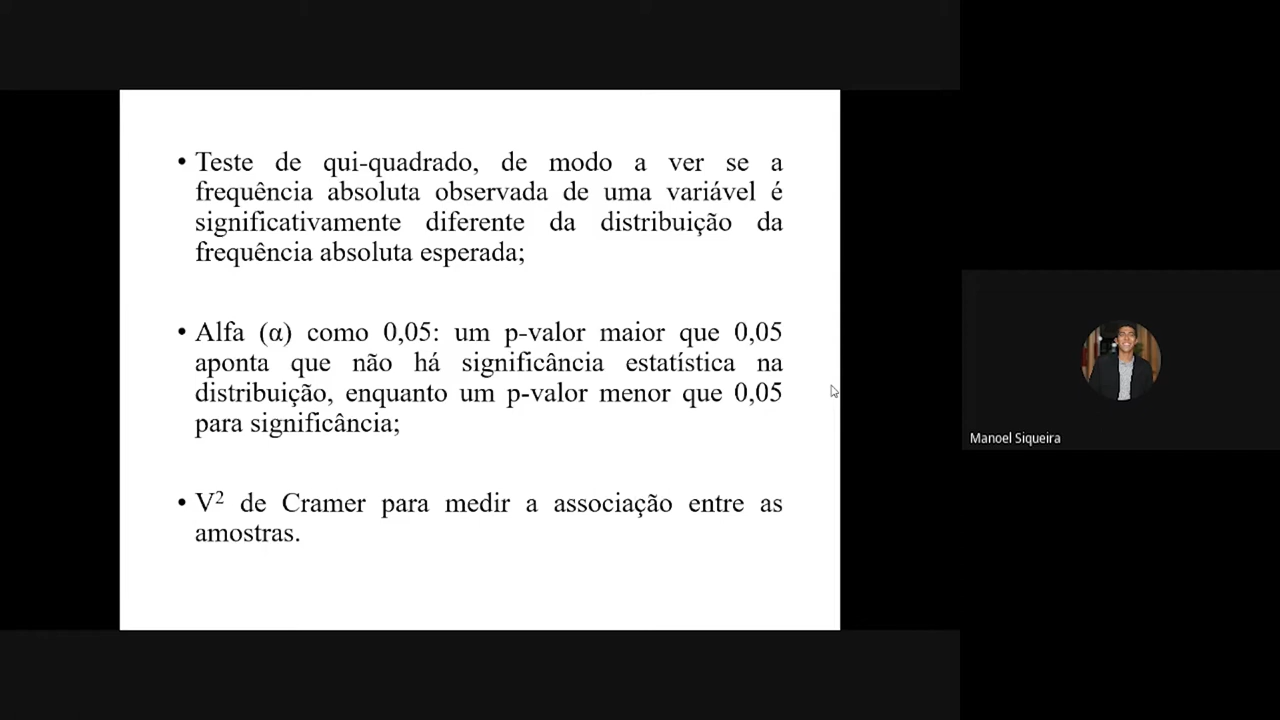 • Teste de qui-quadrado, de modo a ver se a
frequência absoluta observada de uma variável é
significativamente diferente da distribuição da
frequência absoluta esperada;
• Alfa (α) como 0,05: um p-valor maior que 0,05
aponta que não há significância estatística na
distribuição, enquanto um p-valor menor que 0,05
para significância;
• V² de Cramer para medir a associação entre as
amostras.
Manoel Siqueira